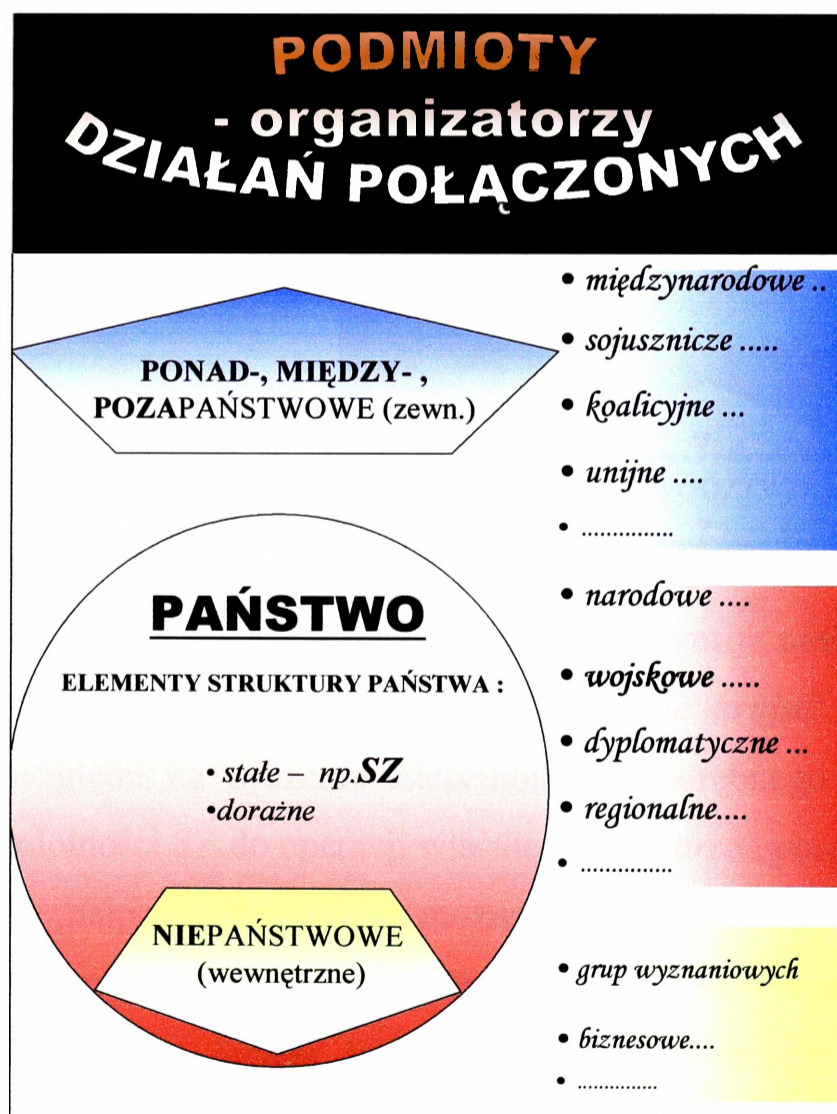 PODMIOTY
- organizatorzy
DZIAŁAŃ POŁĄCZONYCH
PONAD-, MIĘDZY- ,
POZAPAŃSTWOWE (zewn.)
• międzynarodowe ..
• sojusznicze .....
• koalicyjne ...
• unijne ....
• ...............
PAŃSTWO
ELEMENTY STRUKTURY PAŃSTWA :
• stałe – np.SZ
•doraźne
NIEPAŃSTWOWE
(wewnętrzne)
• narodowe ....
• wojskowe .....
• dyplomatyczne ...
• regionalne....
• ...............
• grup wyznaniowych
• biznesowe....
• ...............